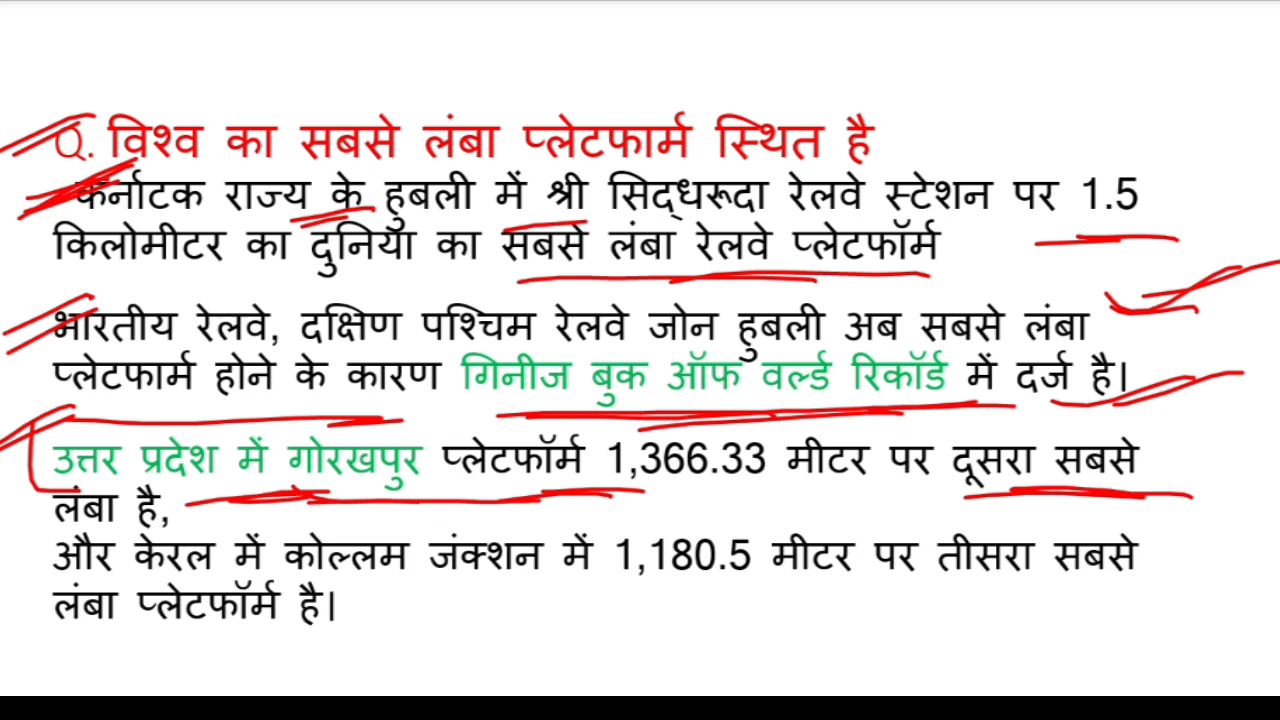 Q. विश्व का सबसे लंबा प्लेटफार्म स्थित है
कर्नाटक राज्य के हुबली में श्री सिद्धरूदा रेलवे स्टेशन पर 1.5
किलोमीटर का दुनिया का सबसे लंबा रेलवे प्लेटफॉर्म
भारतीय रेलवे, दक्षिण पश्चिम रेलवे जोन हुबली अब सबसे लंबा
प्लेटफार्म होने के कारण गिनीज बुक ऑफ वर्ल्ड रिकॉर्ड में दर्ज है।
उत्तर प्रदेश में गोरखपुर प्लेटफॉर्म 1,366.33 मीटर पर दूसरा सबसे
लंबा है,
और केरल में कोल्लम जंक्शन में 1,180.5 मीटर पर तीसरा सबसे
लंबा प्लेटफॉर्म है।